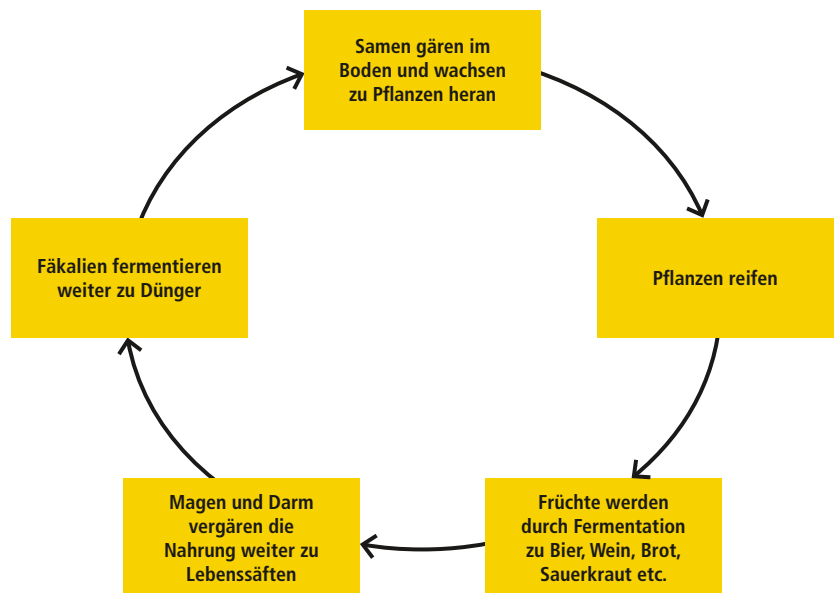 Samen gären im
Boden und wachsen
zu Pflanzen heran
Pflanzen reifen
Früchte werden
durch Fermentation
zu Bier, Wein, Brot,
Sauerkraut etc.
Magen und Darm
vergären die
Nahrung weiter zu
Lebenssäften
Fäkalien fermentieren
weiter zu Dünger